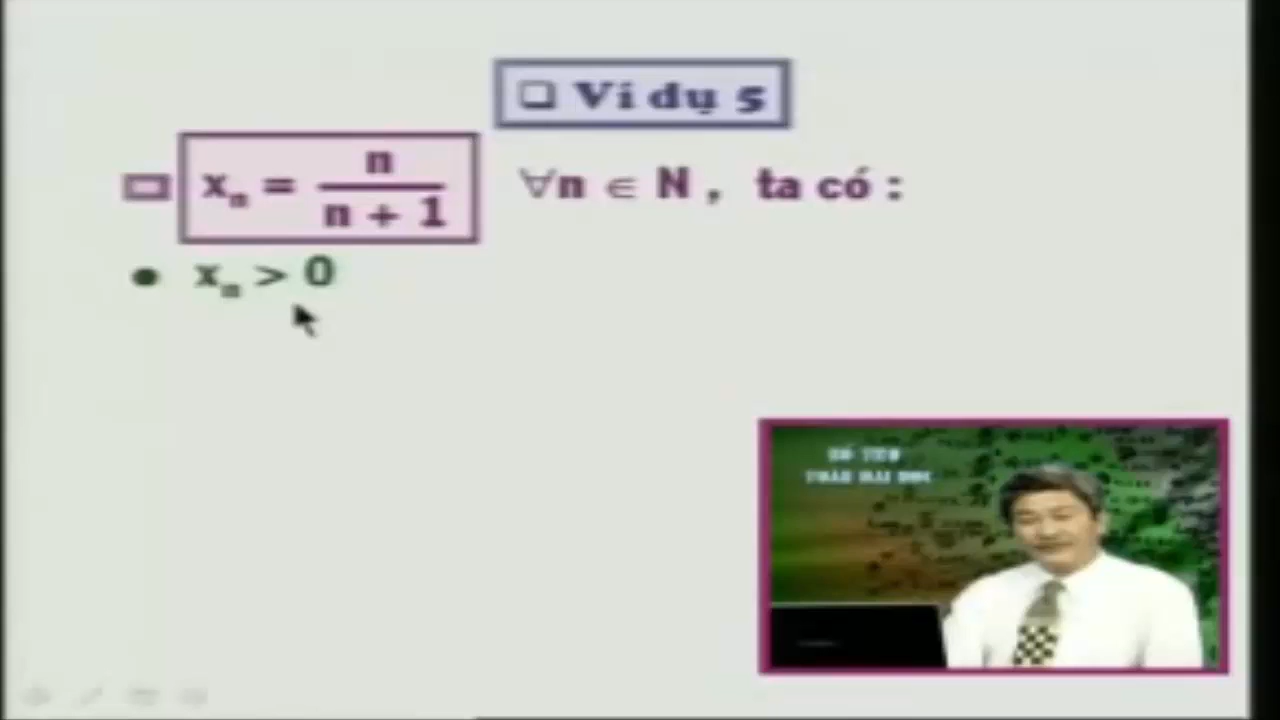 ❑ Ví dụ 5
xₙ = n / (n + 1) ∀n ∈ N , ta có :
• xₙ > 0